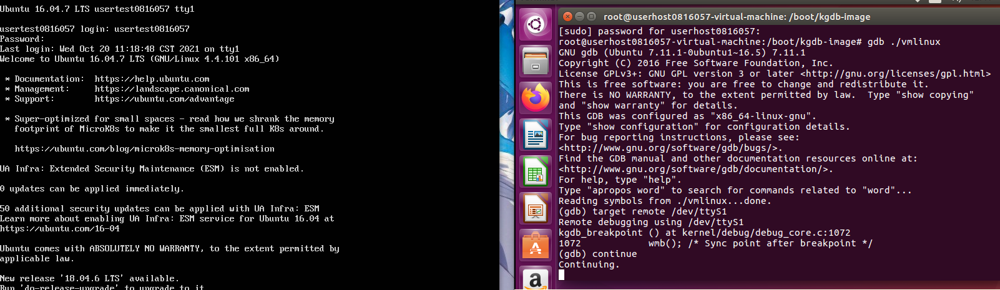 Ubuntu 16.04.7 LTS usertest0816057 tty1
usertest0816057 login: usertest0816057
Password:
Last login: Wed Oct 20 11:18:48 CST 2021 on tty1
Welcome to Ubuntu 16.04.7 LTS (GNU/Linux 4.4.101 x86_64)
* Documentation:  https://help.ubuntu.com
* Management:     https://landscape.canonical.com
* Support:        https://ubuntu.com/advantage
* Super-optimized for small spaces - read how we shrank the memory
footprint of MicroK8s to make it the smallest full K8s around.
https://ubuntu.com/blog/microk8s-memory-optimisation
UA Infra: Extended Security Maintenance (ESM) is not enabled.
0 updates can be applied immediately.
50 additional security updates can be applied with UA Infra: ESM
Learn more about enabling UA Infra: ESM service for Ubuntu 16.04 at
https://ubuntu.com/16-04
Ubuntu comes with ABSOLUTELY NO WARRANTY, to the extent permitted by
applicable law.
New release '18.04.6 LTS' available.
Run 'do-release-upgrade' to upgrade to it
root@userhost0816057-virtual-machine: /boot/kgdb-image
[sudo] password for userhost0816057:
root@userhost0816057-virtual-machine:/boot/kgdb-image# gdb ./vmlinux
GNU gdb (Ubuntu 7.11.1-0ubuntu1~16.5) 7.11.1
Copyright (C) 2016 Free Software Foundation, Inc.
License GPLv3+: GNU GPL version 3 or later <http://gnu.org/licenses/gpl.html>
This is free software: you are free to change and redistribute it.
There is NO WARRANTY, to the extent permitted by law.  Type "show copying"
and "show warranty" for details.
This GDB was configured as "x86_64-linux-gnu".
Type "show configuration" for configuration details.
For bug reporting instructions, please see:
<http://www.gnu.org/software/gdb/bugs/>.
Find the GDB manual and other documentation resources online at:
<http://www.gnu.org/software/gdb/documentation/>.
For help, type "help".
Type "apropos word" to search for commands related to "word"...
Reading symbols from ./vmlinux...done.
(gdb) target remote /dev/ttyS1
Remote debugging using /dev/ttyS1
kgdb_breakpoint () at kernel/debug/debug_core.c:1072
1072            wmb(); /* Sync point after breakpoint */
(gdb) continue
Continuing.